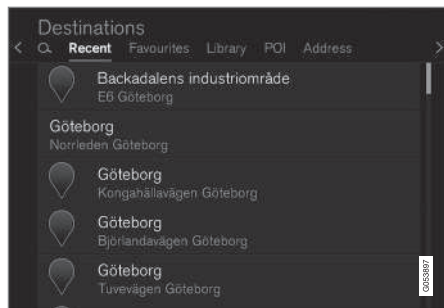 Destinations
Recent Favourites Library POI Address
Backadalens industriområde
E6 Göteborg
Göteborg
Norrleden Göteborg
Göteborg
Kongahällavägen Göteborg
Göteborg
Björlandavägen Göteborg
Göteborg
Tuvevägen Göteborg
G053897